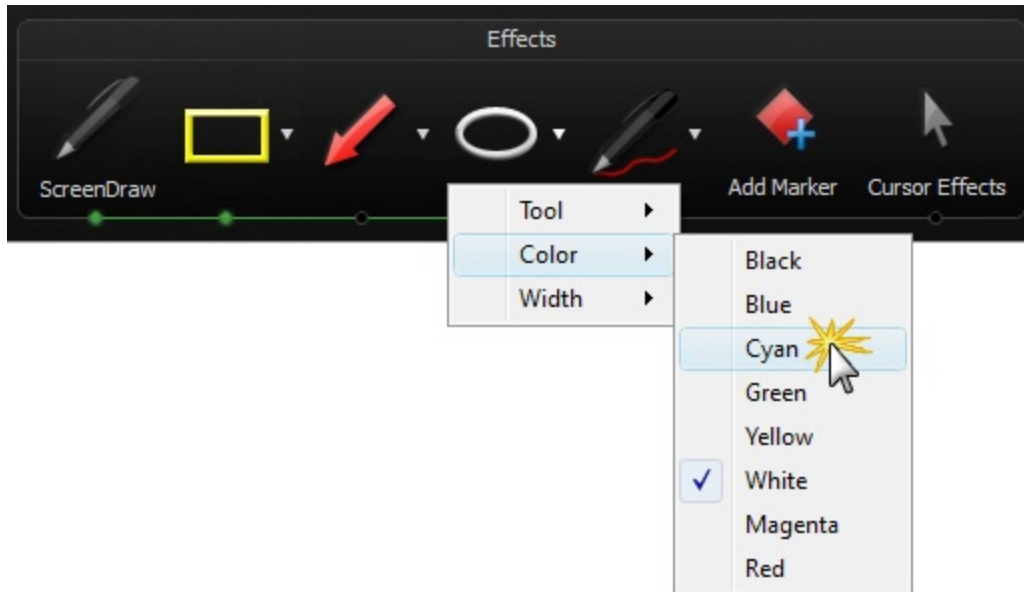 Effects
ScreenDraw
Add Marker
Cursor Effects
Tool
Color
Width
Black
Blue
Cyan
Green
Yellow
White
Magenta
Red